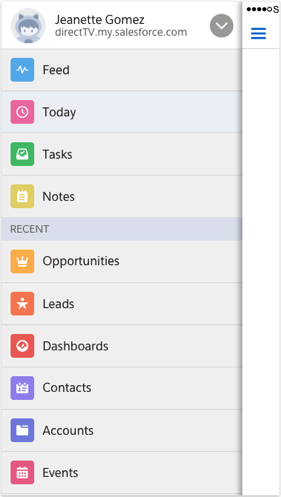 Jeanette Gomez
directTV.my.salesforce.com
S
Feed
Today
Tasks
Notes
RECENT
Opportunities
Leads
Dashboards
Contacts
Accounts
Events